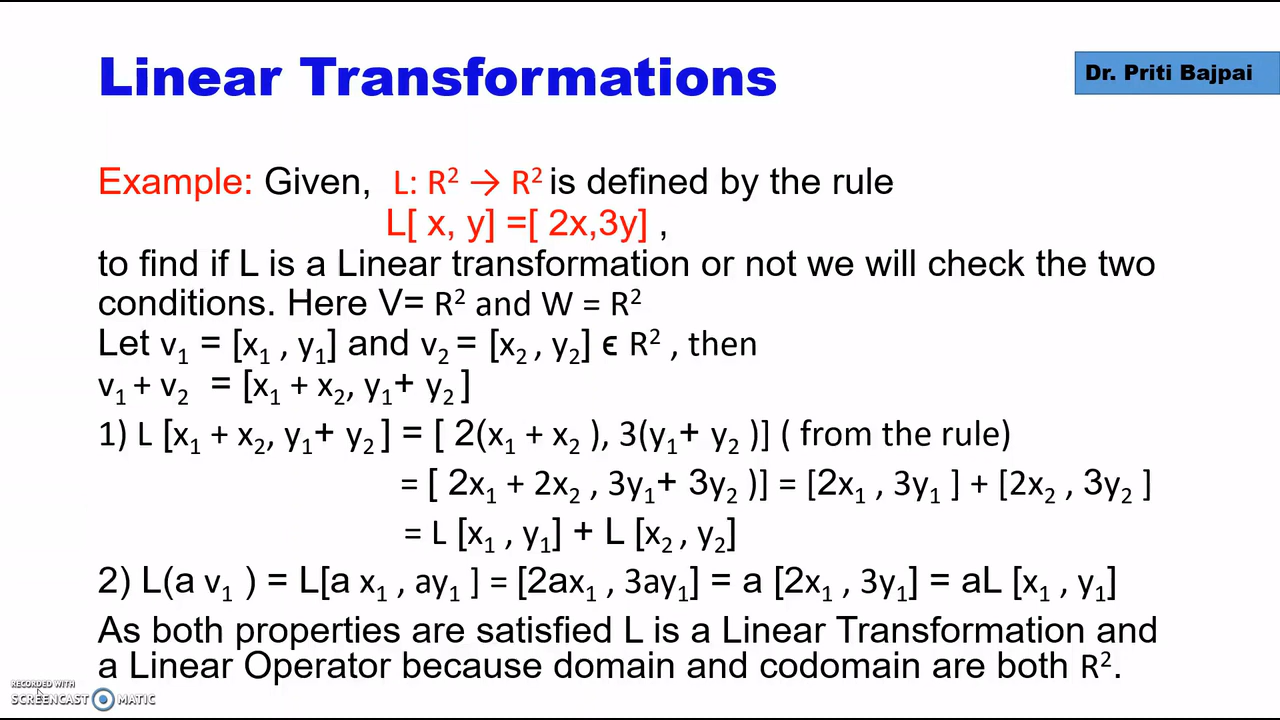 Linear Transformations
Dr. Priti Bajpai
Example: Given, L: R² → R² is defined by the rule
L[ x, y] =[ 2x,3y] ,
to find if L is a Linear transformation or not we will check the two
conditions. Here V= R² and W = R²
Let v₁ = [x₁ , y₁] and v₂ = [x₂ , y₂] ϵ R² , then
v₁ + v₂ = [x₁ + x₂, y₁+ y₂ ]
1) L [x₁ + x₂, y₁+ y₂ ] = [ 2(x₁ + x₂ ), 3(y₁+ y₂ )] ( from the rule)
= [ 2x₁ + 2x₂ , 3y₁+ 3y₂ )] = [2x₁ , 3y₁ ] + [2x₂ , 3y₂ ]
= L [x₁ , y₁] + L [x₂ , y₂]
2) L(a v₁ ) = L[a x₁ , ay₁ ] = [2ax₁ , 3ay₁] = a [2x₁ , 3y₁] = aL [x₁ , y₁]
As both properties are satisfied L is a Linear Transformation and
a Linear Operator because domain and codomain are both R².
RECORDED WITH
SCREENCAST MATIC